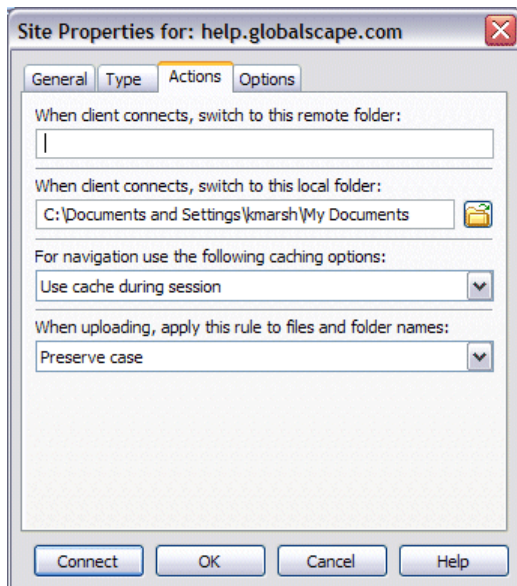 Site Properties for: help.globalscape.com
General Type Actions Options
When client connects, switch to this remote folder:
When client connects, switch to this local folder:
C:\Documents and Settings\kmarsh\My Documents
For navigation use the following caching options:
Use cache during session
When uploading, apply this rule to files and folder names:
Preserve case
Connect OK Cancel Help